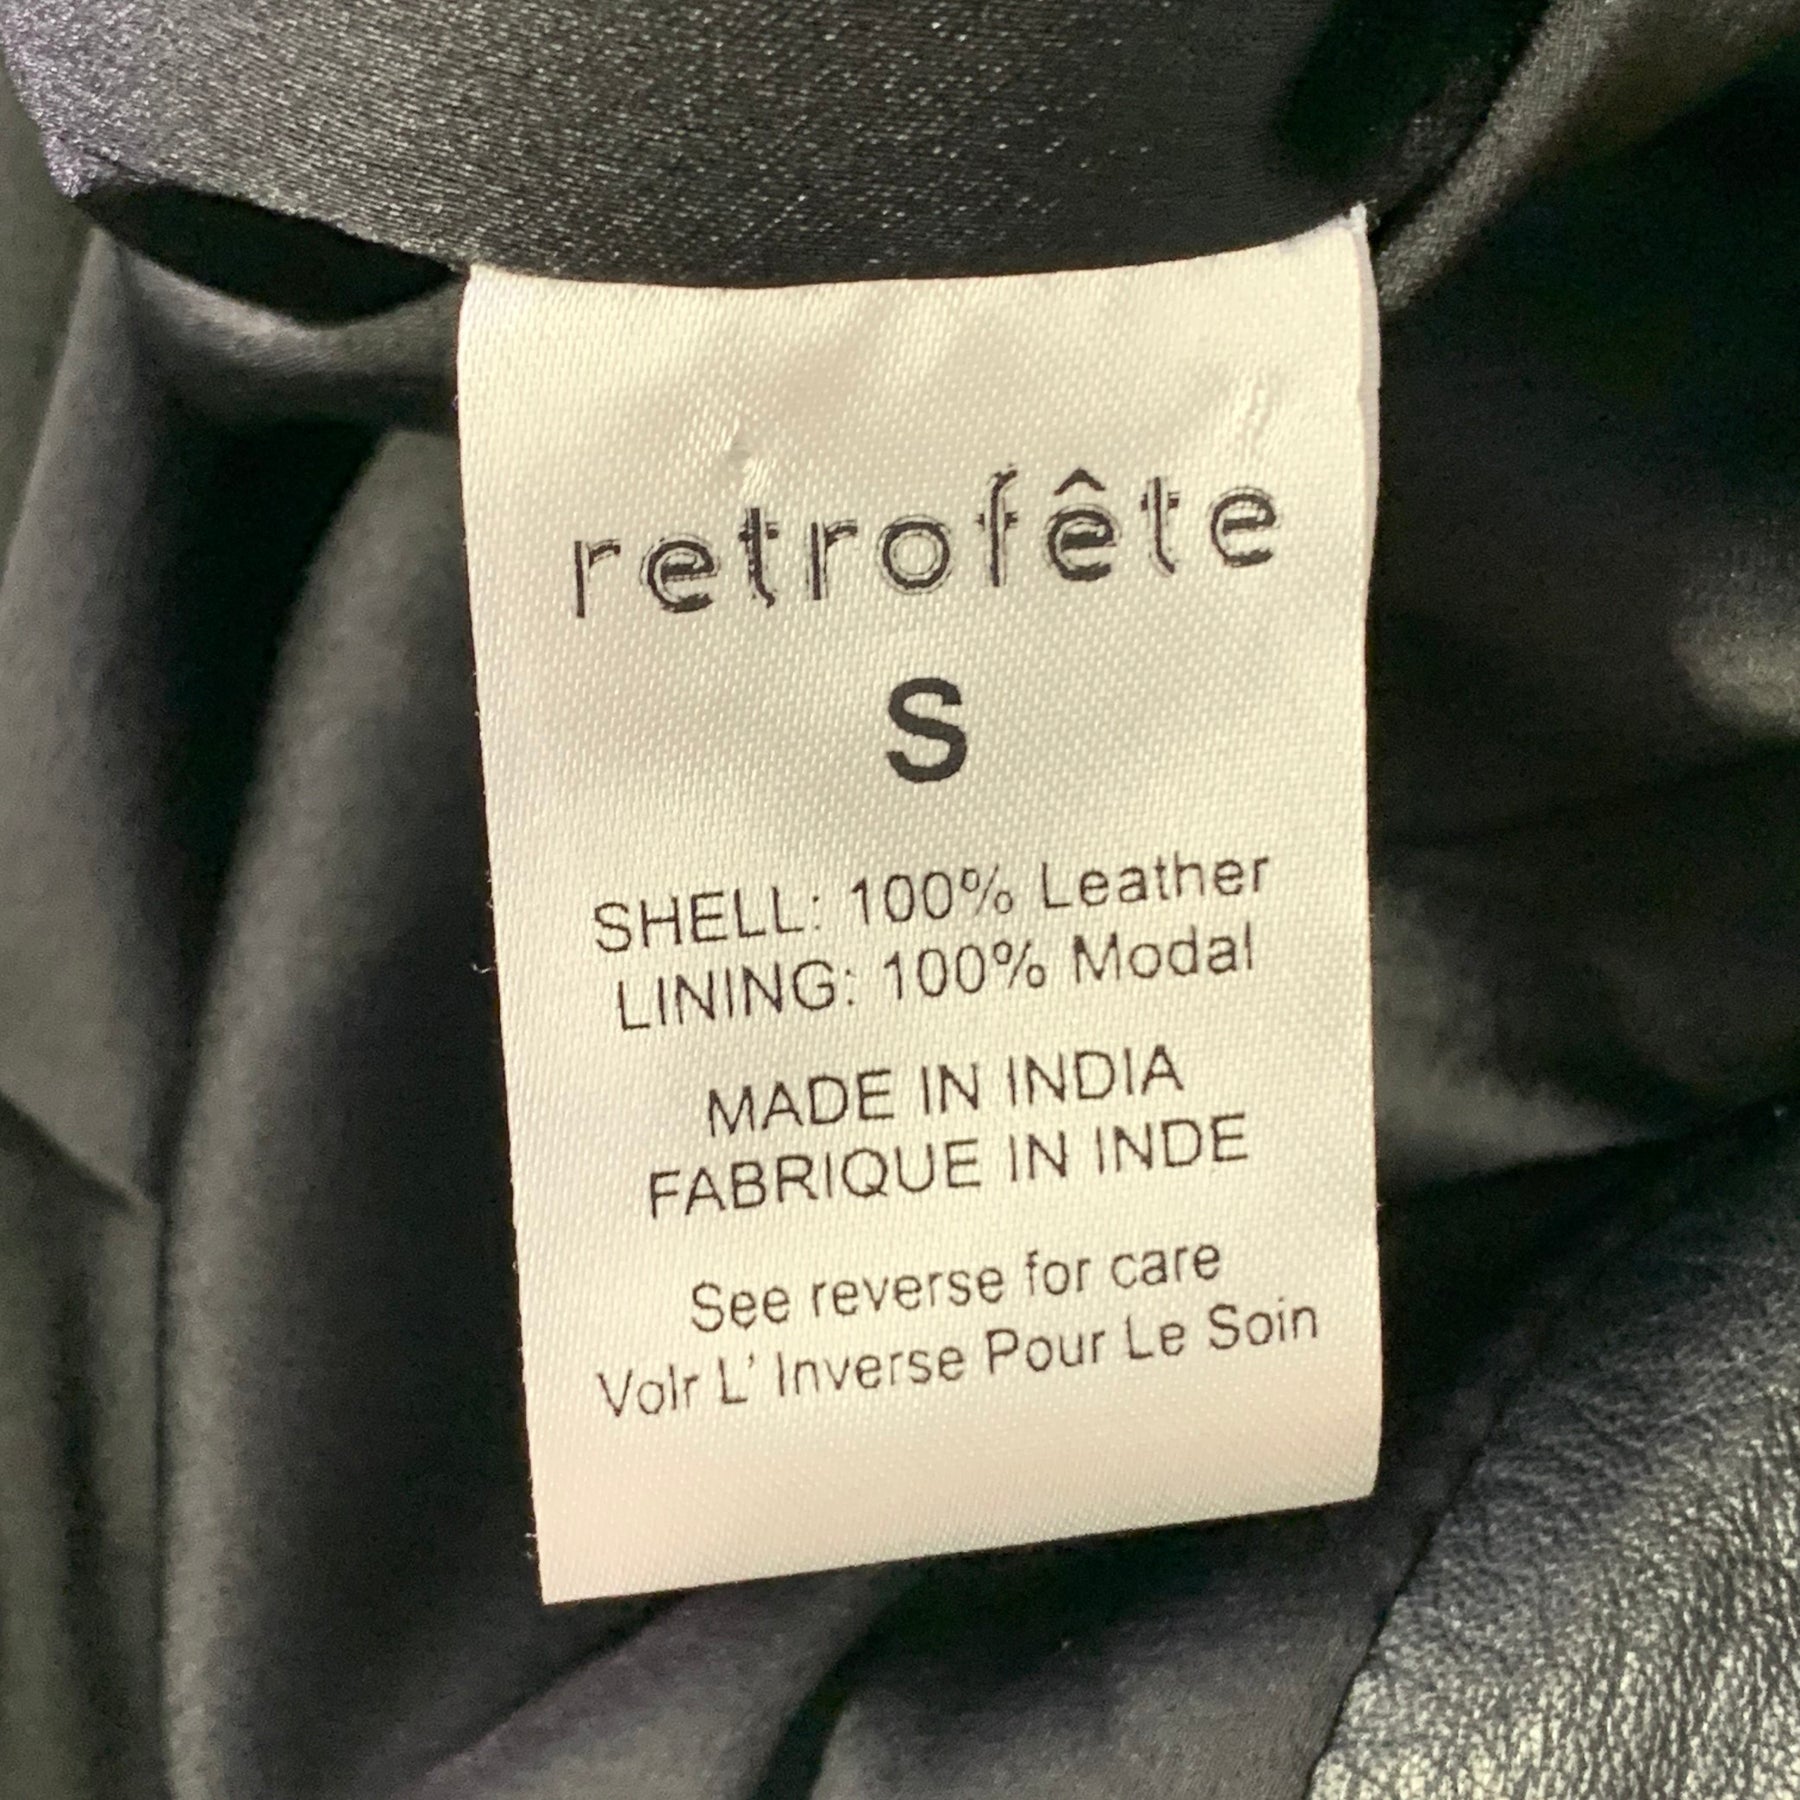 retrofête
S
SHELL: 100% Leather
LINING: 100% Modal
MADE IN INDIA
FABRIQUE IN INDE
See reverse for care
Volr L' Inverse Pour Le Soin